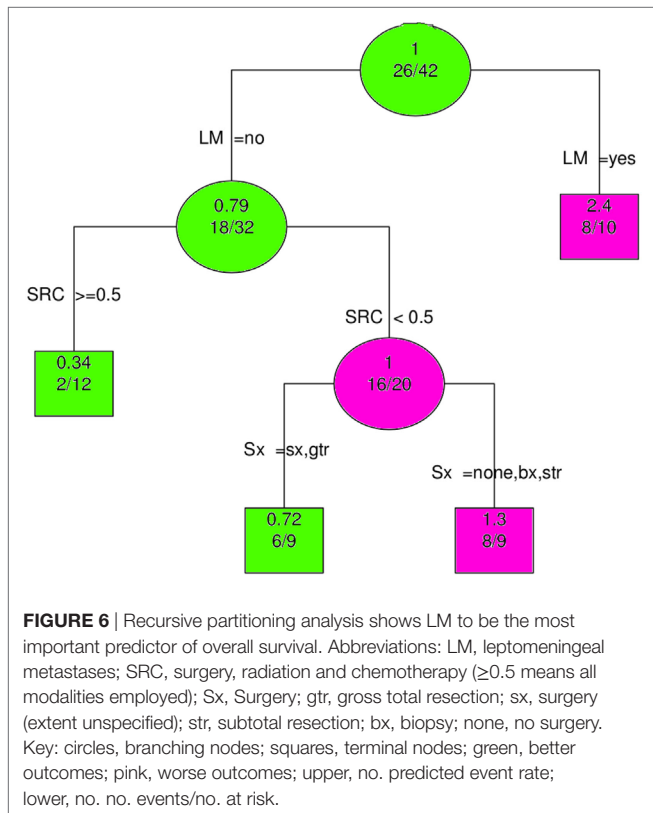 1
26/42
LM =no
LM =yes
0.79
18/32
2.4
8/10
SRC >=0.5
SRC < 0.5
0.34
2/12
1
16/20
Sx =sx,gtr
Sx =none,bx,str
0.72
6/9
1.3
8/9
FIGURE 6 | Recursive partitioning analysis shows LM to be the most
important predictor of overall survival. Abbreviations: LM, leptomeningeal
metastases; SRC, surgery, radiation and chemotherapy (≥0.5 means all
modalities employed); Sx, Surgery; gtr, gross total resection; sx, surgery
(extent unspecified); str, subtotal resection; bx, biopsy; none, no surgery.
Key: circles, branching nodes; squares, terminal nodes; green, better
outcomes; pink, worse outcomes; upper, no. predicted event rate;
lower, no. no. events/no. at risk.